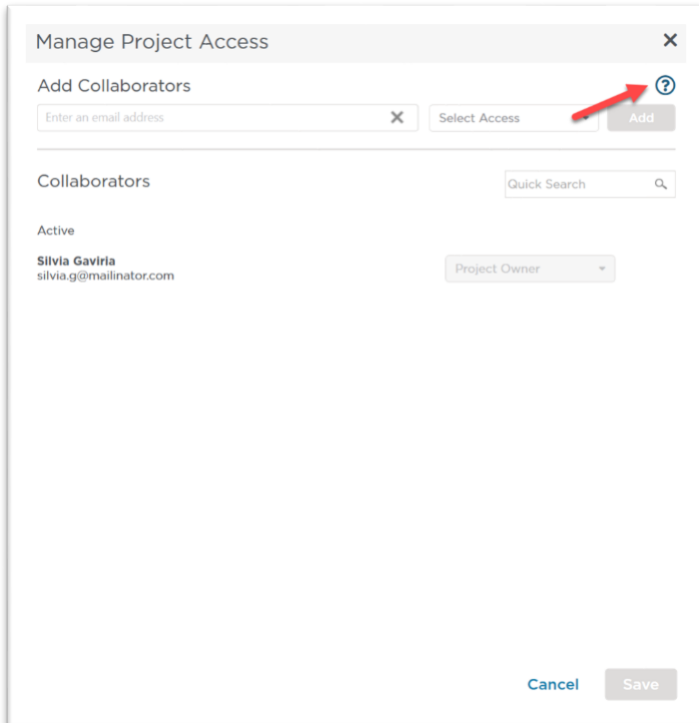 Manage Project Access
Add Collaborators
Enter an email address
Select Access
Add
Collaborators
Quick Search
Active
Silvia Gaviria
silvia.g@mailinator.com
Project Owner
Cancel
Save